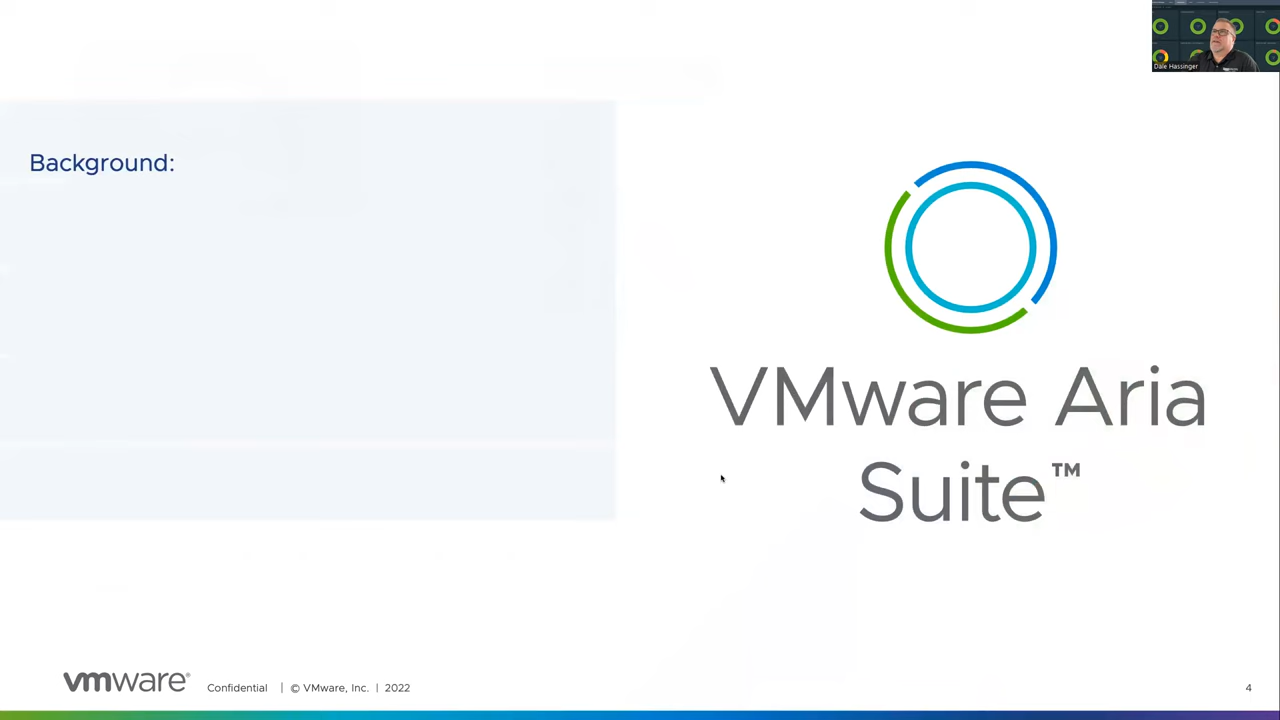 Dale Hassinger
Background:
VMware Aria
Suite™
vmware® Confidential | © VMware, Inc. | 2022 4